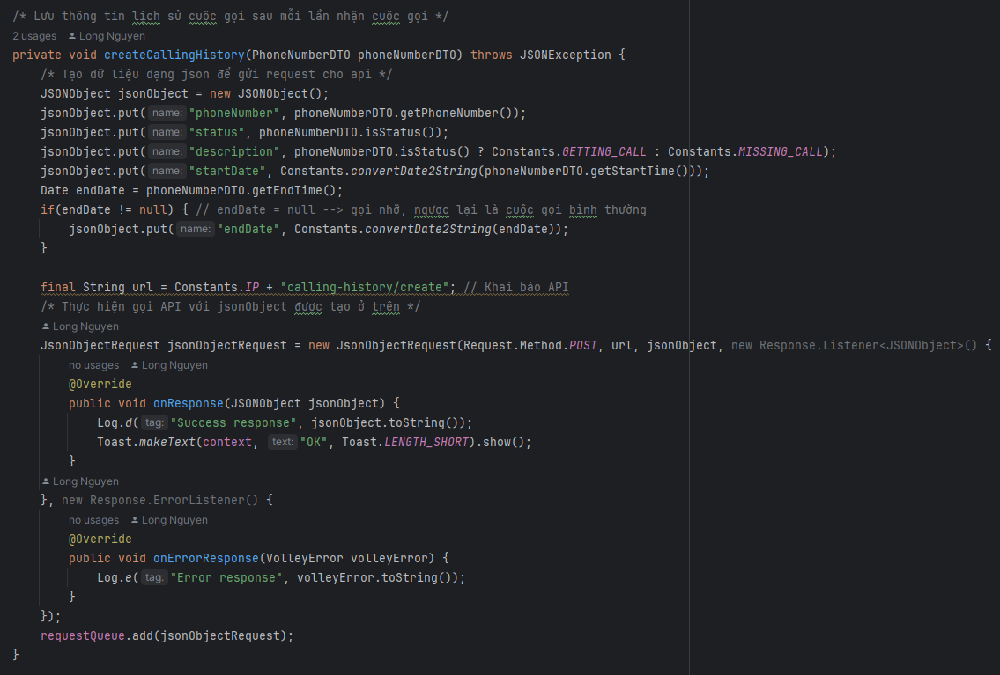 /* Lưu thông tin lịch sử cuộc gọi sau mỗi lần nhận cuộc gọi */
2 usages Long Nguyen
private void createCallingHistory(PhoneNumberDTO phoneNumberDTO) throws JSONException {
/* Tạo dữ liệu dạng json để gửi request cho api */
JSONObject jsonObject = new JSONObject();
jsonObject.put( name: "phoneNumber", phoneNumberDTO.getPhoneNumber());
jsonObject.put( name: "status", phoneNumberDTO.isStatus());
jsonObject.put( name: "description", phoneNumberDTO.isStatus() ? Constants.GETTING_CALL : Constants.MISSING_CALL);
jsonObject.put( name: "startDate", Constants.convertDate2String(phoneNumberDTO.getStartTime()));
Date endDate = phoneNumberDTO.getEndTime();
if(endDate != null) { // endDate = null --> gọi nhỡ, ngược lại là cuộc gọi bình thường
jsonObject.put( name: "endDate", Constants.convertDate2String(endDate));
}
final String url = Constants.IP + "calling-history/create"; // Khai báo API
/* Thực hiện gọi API với jsonObject được tạo ở trên */
Long Nguyen
JsonObjectRequest jsonObjectRequest = new JsonObjectRequest(Request.Method.POST, url, jsonObject, new Response.Listener<JSONObject>() {
no usages Long Nguyen
@Override
public void onResponse(JSONObject jsonObject) {
Log.d( tag: "Success response", jsonObject.toString());
Toast.makeText(context, text: "OK", Toast.LENGTH_SHORT).show();
}
Long Nguyen
}, new Response.ErrorListener() {
no usages Long Nguyen
@Override
public void onErrorResponse(VolleyError volleyError) {
Log.e( tag: "Error response", volleyError.toString());
}
});
requestQueue.add(jsonObjectRequest);
}